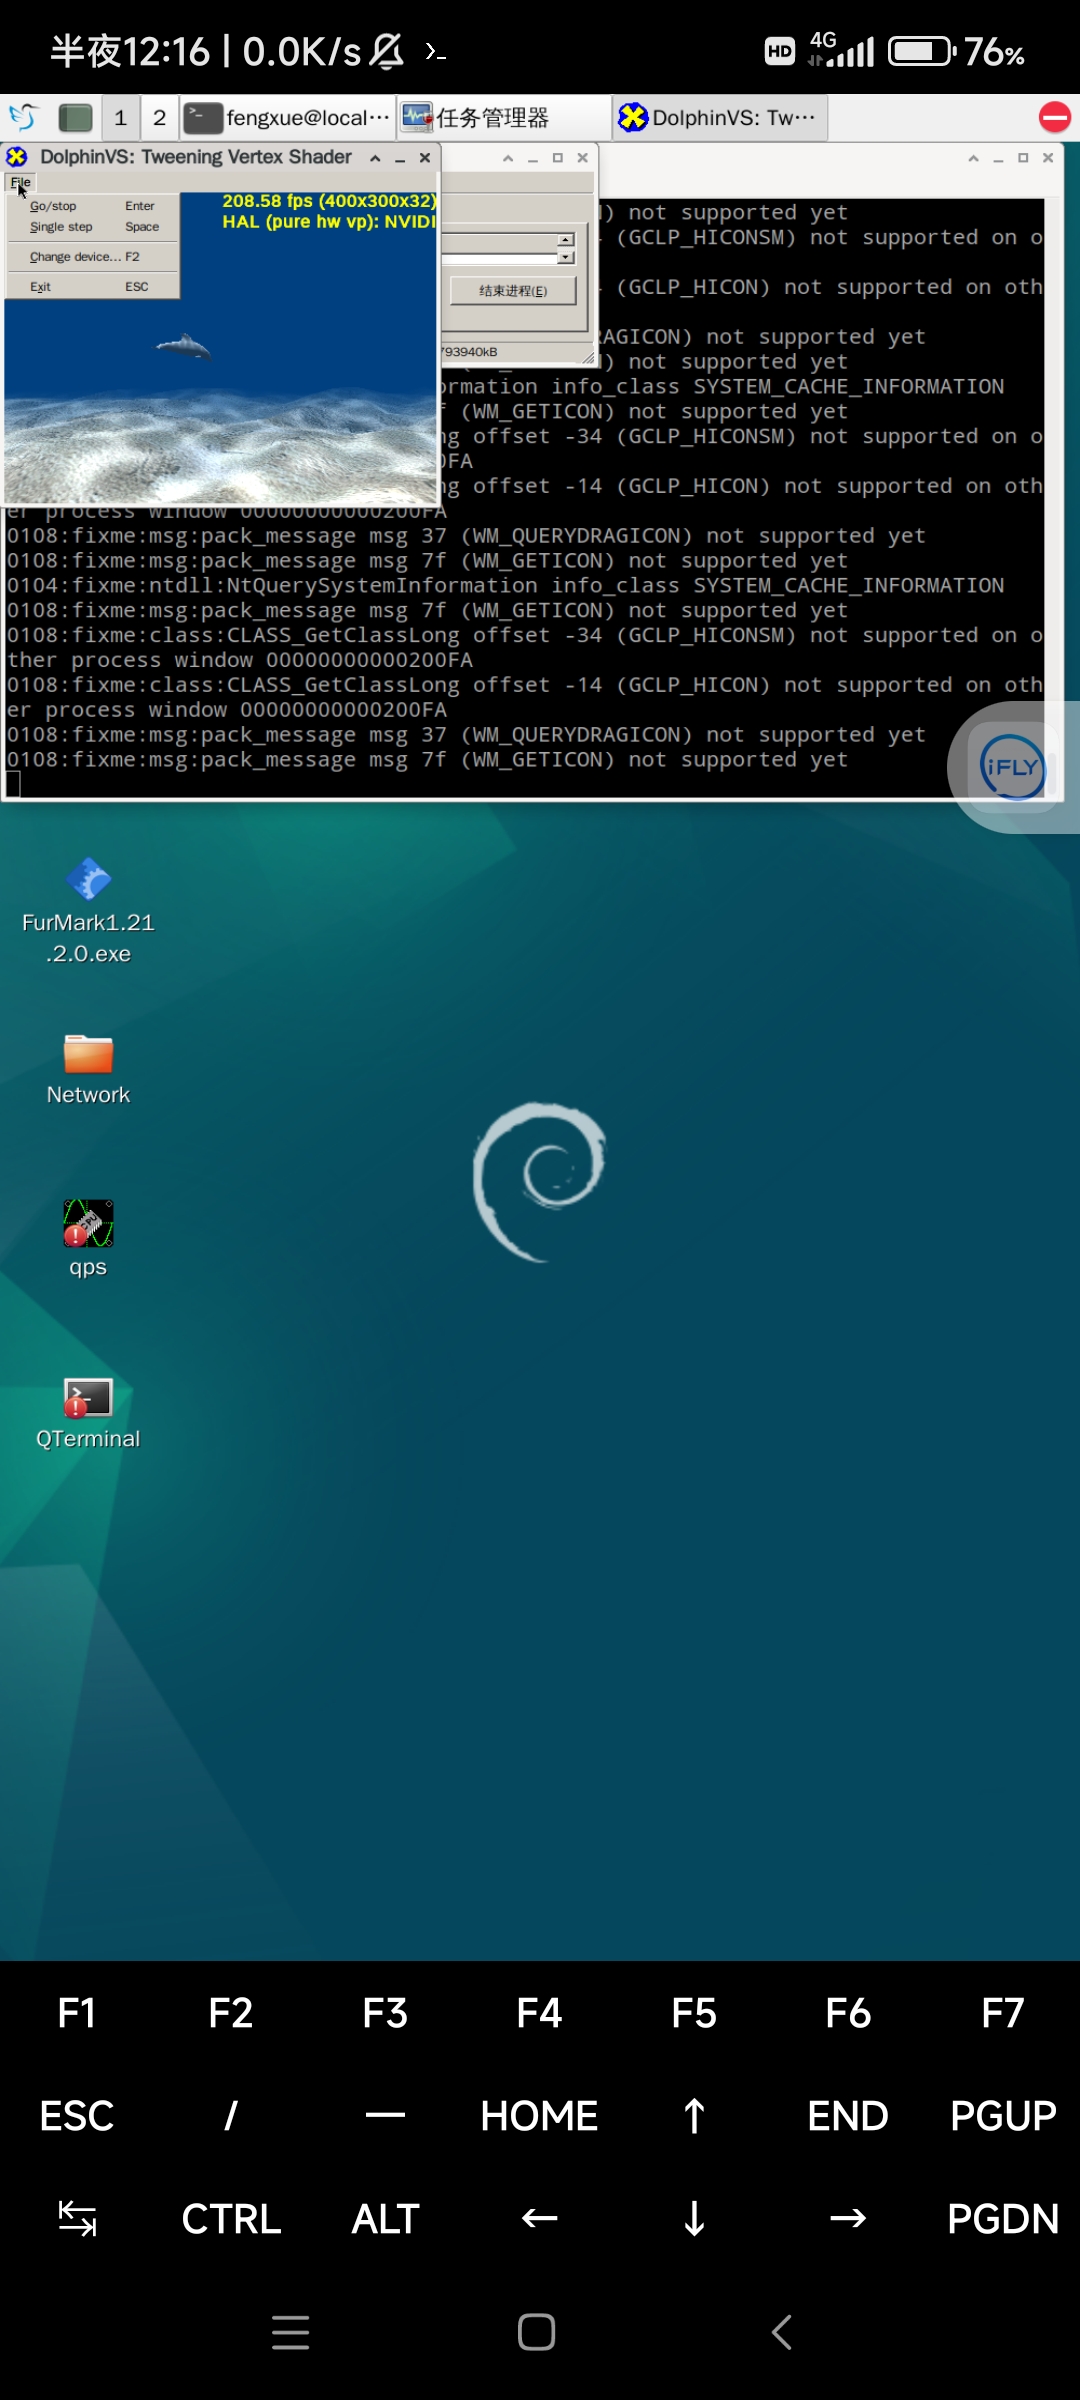 半夜12:16 | 0.0K/s
HD 4G 76%
1 2 fengxue@local··· 任务管理器 DolphinVS: Tw···
DolphinVS: Tweening Vertex Shader
File
Go/stop Enter
Single step Space
Change device... F2
Exit ESC
208.58 fps (400x300x32)
HAL (pure hw vp): NVIDI
结束进程(E)
793940kB
) not supported yet
(GCLP_HICONSM) not supported on o
(GCLP_HICON) not supported on oth
RAGICON) not supported yet
) not supported yet
rmation info_class SYSTEM_CACHE_INFORMATION
f (WM_GETICON) not supported yet
ng offset -34 (GCLP_HICONSM) not supported on o
0FA
ng offset -14 (GCLP_HICON) not supported on oth
er process window 00000000000200FA
0108:fixme:msg:pack_message msg 37 (WM_QUERYDRAGICON) not supported yet
0108:fixme:msg:pack_message msg 7f (WM_GETICON) not supported yet
0104:fixme:ntdll:NtQuerySystemInformation info_class SYSTEM_CACHE_INFORMATION
0108:fixme:msg:pack_message msg 7f (WM_GETICON) not supported yet
0108:fixme:class:CLASS_GetClassLong offset -34 (GCLP_HICONSM) not supported on o
ther process window 00000000000200FA
0108:fixme:class:CLASS_GetClassLong offset -14 (GCLP_HICON) not supported on oth
er process window 00000000000200FA
0108:fixme:msg:pack_message msg 37 (WM_QUERYDRAGICON) not supported yet
0108:fixme:msg:pack_message msg 7f (WM_GETICON) not supported yet
iFLY
FurMark1.21
.2.0.exe
Network
qps
QTerminal
F1 F2 F3 F4 F5 F6 F7
ESC / — HOME ↑ END PGUP
↹ CTRL ALT ← ↓ → PGDN